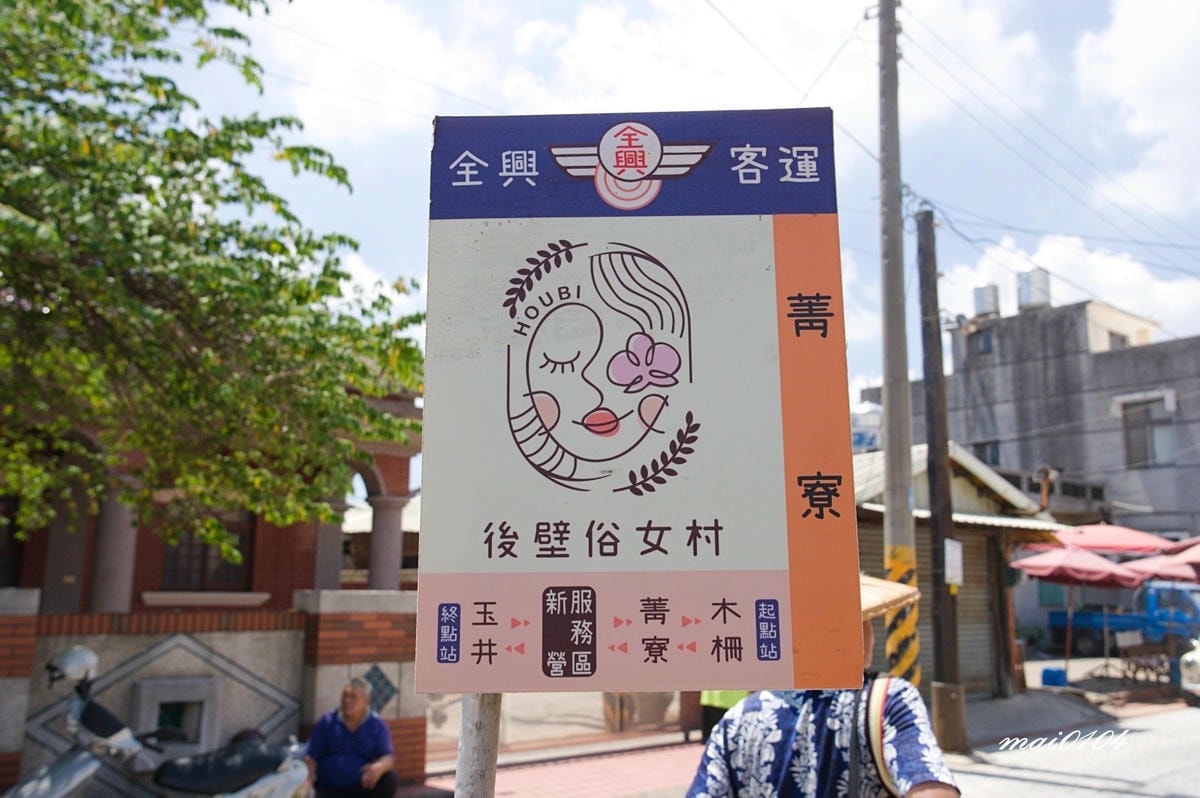 全興 全興 客運
HOUBI
菁寮
後壁俗女村
終點站 玉井 新營服務區 菁寮 木柵 起點站
mai0104